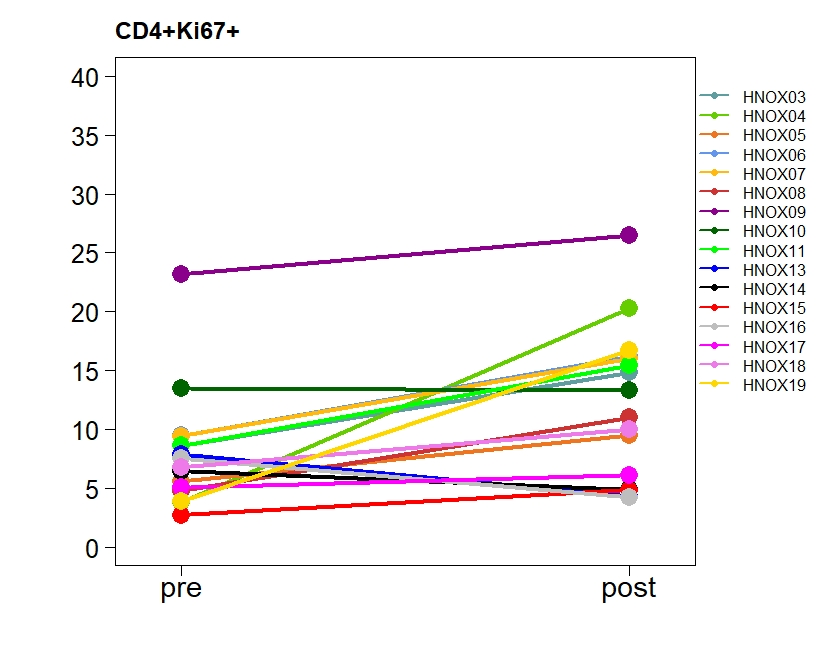 CD4+Ki67+
40
35
30
25
20
15
10
5
0
pre
post
HNOX03
HNOX04
HNOX05
HNOX06
HNOX07
HNOX08
HNOX09
HNOX10
HNOX11
HNOX13
HNOX14
HNOX15
HNOX16
HNOX17
HNOX18
HNOX19